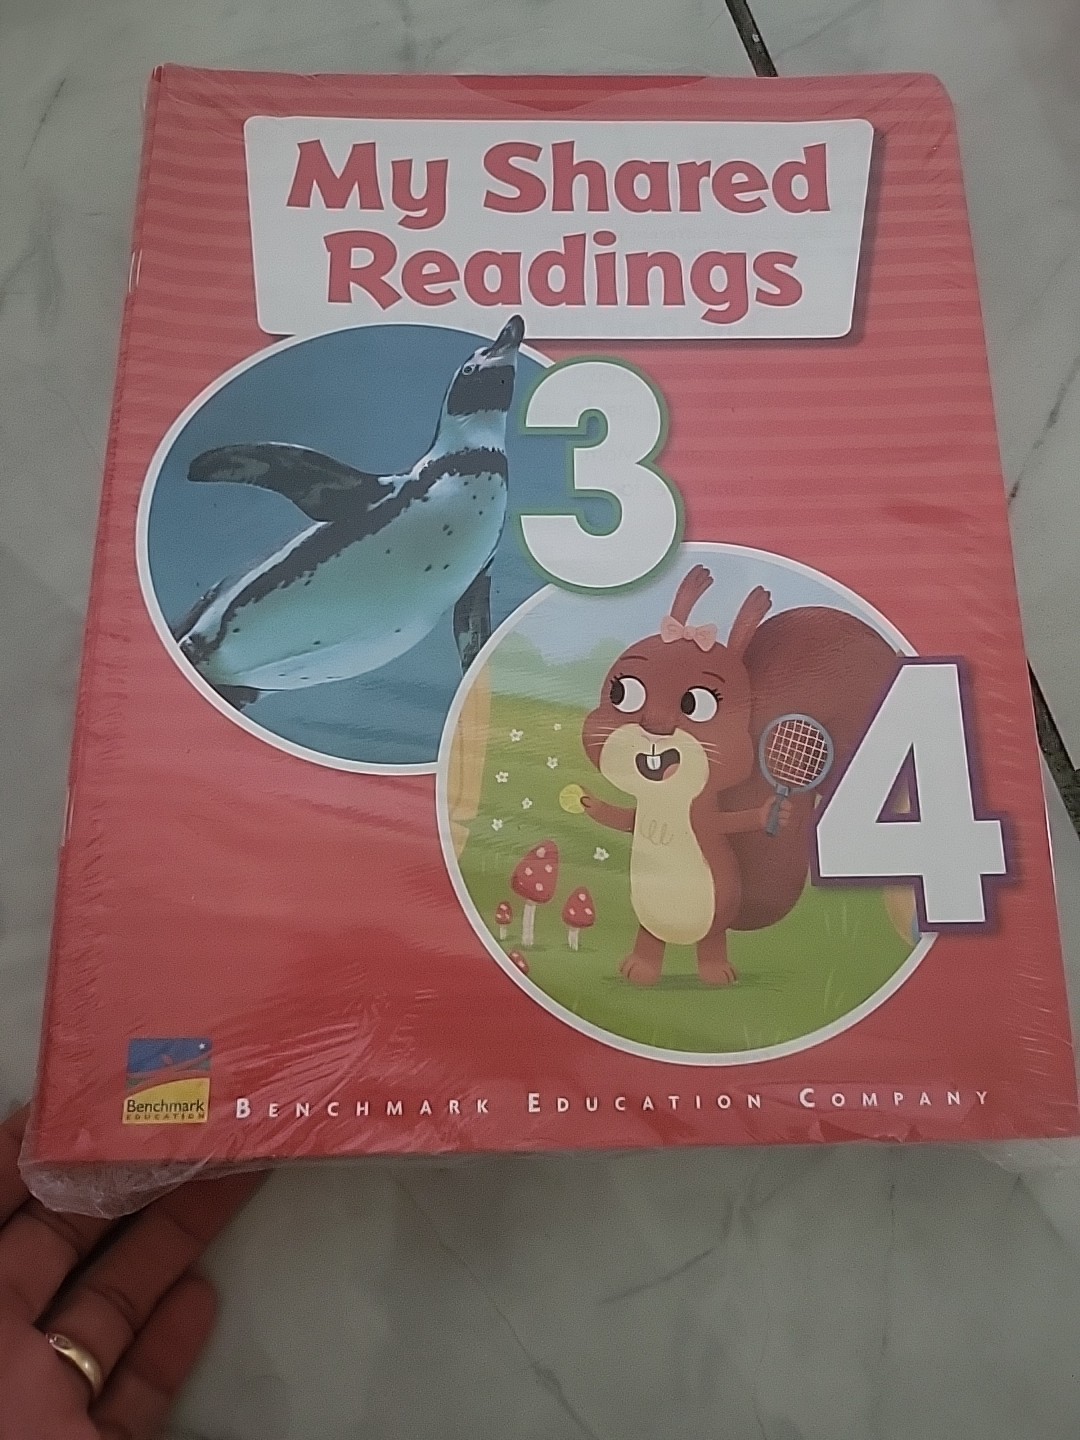 My Shared
Readings
3
4
Benchmark
EDUCATION
BENCHMARK EDUCATION COMPANY